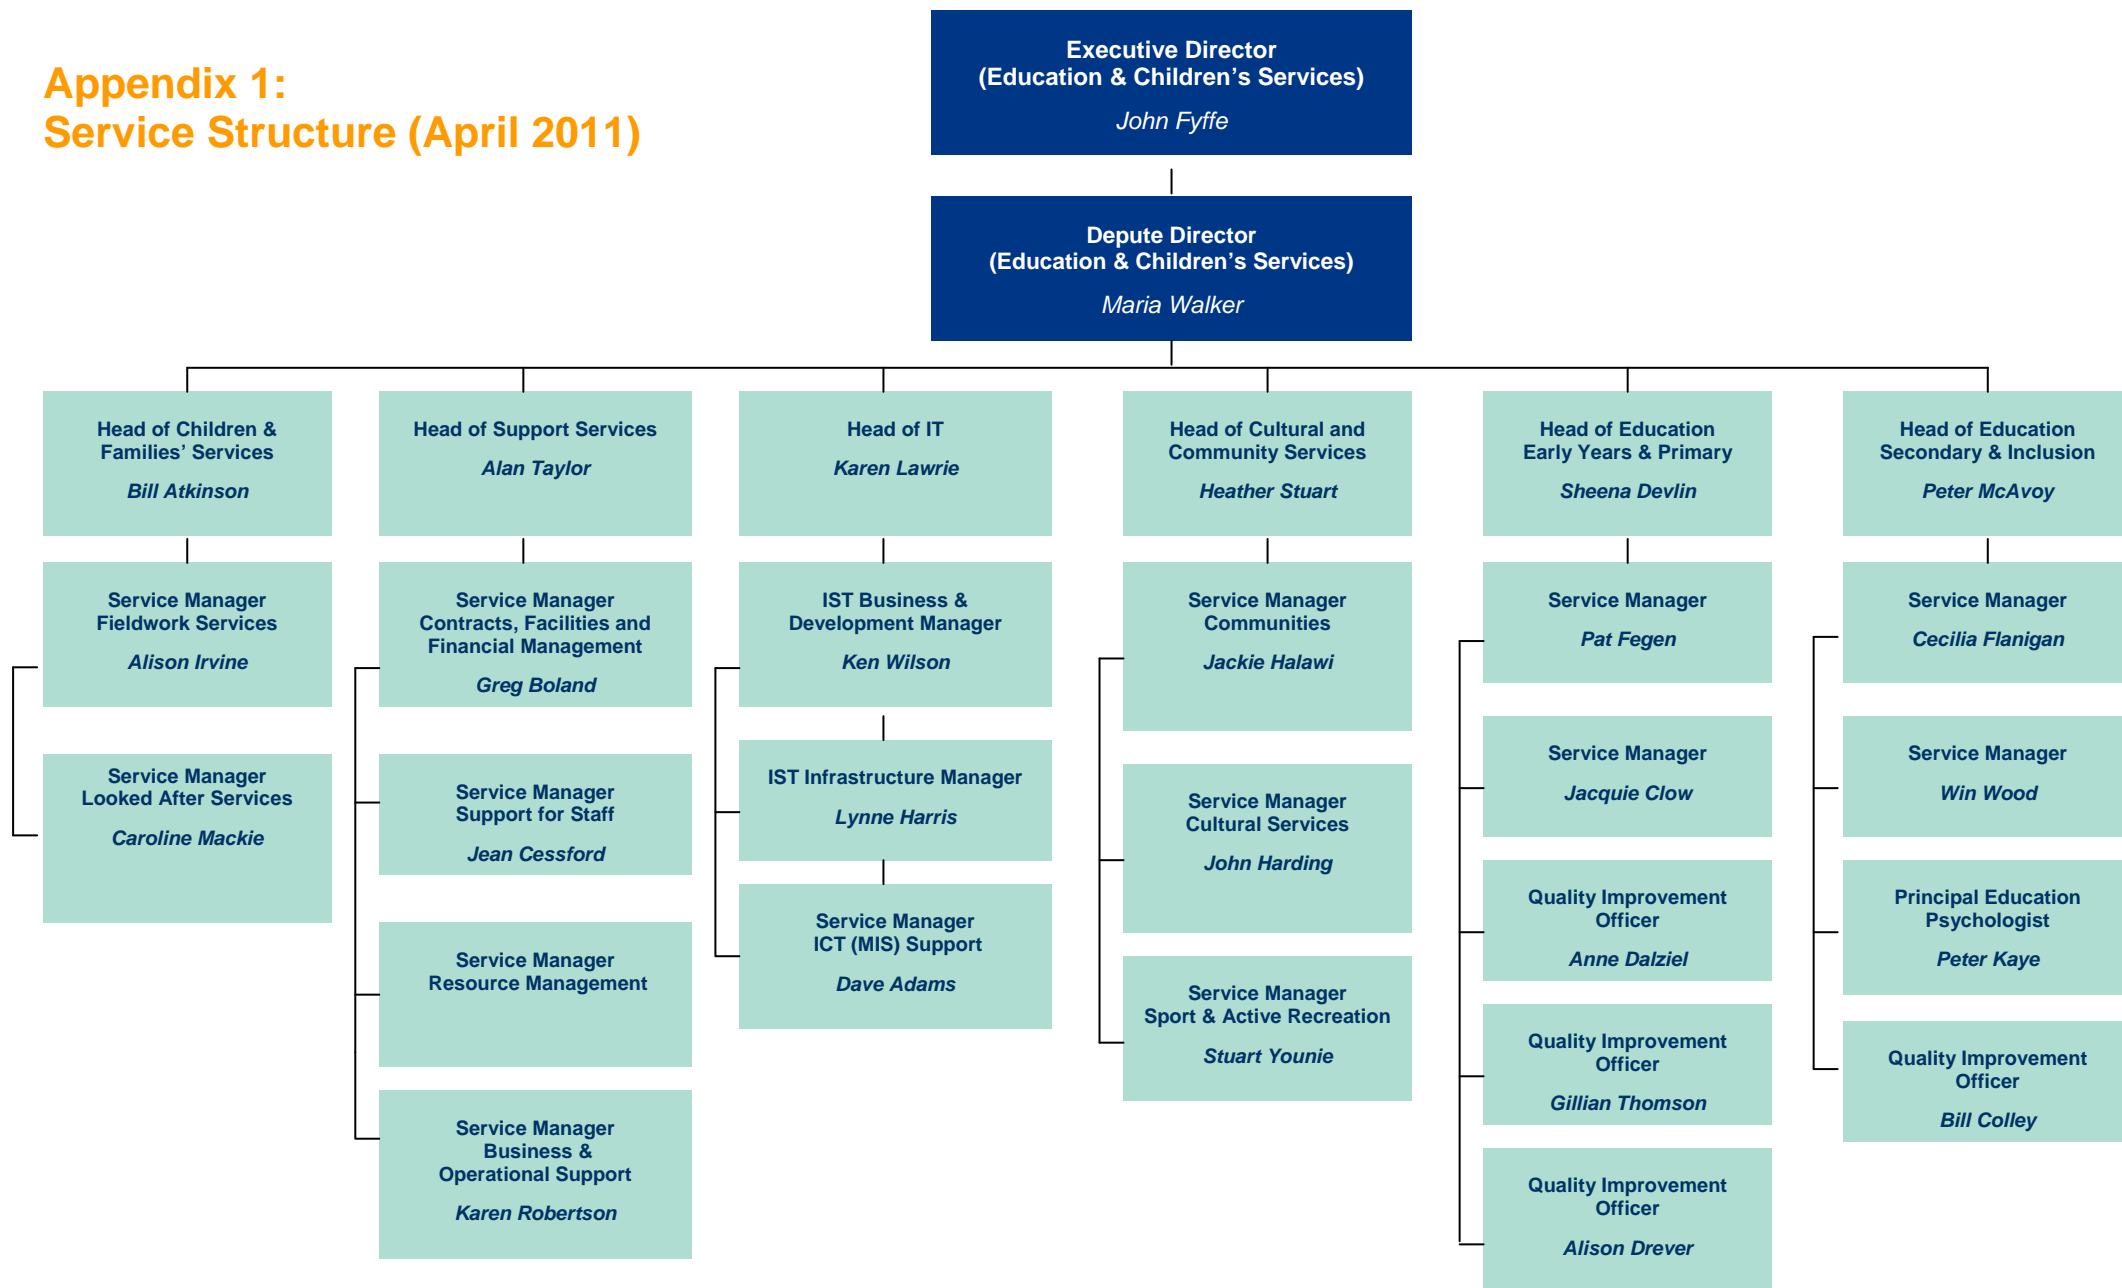 Appendix 1:
Service Structure (April 2011)
Executive Director
(Education & Children’s Services)
John Fyffe
Depute Director
(Education & Children’s Services)
Maria Walker
Head of Children &
Families’ Services
Bill Atkinson
Head of Support Services
Alan Taylor
Head of IT
Karen Lawrie
Head of Cultural and
Community Services
Heather Stuart
Head of Education
Early Years & Primary
Sheena Devlin
Head of Education
Secondary & Inclusion
Peter McAvoy
Service Manager
Fieldwork Services
Alison Irvine
Service Manager
Looked After Services
Caroline Mackie
Service Manager
Contracts, Facilities and
Financial Management
Greg Boland
Service Manager
Support for Staff
Jean Cessford
Service Manager
Resource Management
Service Manager
Business &
Operational Support
Karen Robertson
IST Business &
Development Manager
Ken Wilson
IST Infrastructure Manager
Lynne Harris
Service Manager
ICT (MIS) Support
Dave Adams
Service Manager
Communities
Jackie Halawi
Service Manager
Cultural Services
John Harding
Service Manager
Sport & Active Recreation
Stuart Younie
Service Manager
Pat Fegen
Service Manager
Jacquie Clow
Quality Improvement
Officer
Anne Dalziel
Quality Improvement
Officer
Gillian Thomson
Quality Improvement
Officer
Alison Drever
Service Manager
Cecilia Flanigan
Service Manager
Win Wood
Principal Education
Psychologist
Peter Kaye
Quality Improvement
Officer
Bill Colley